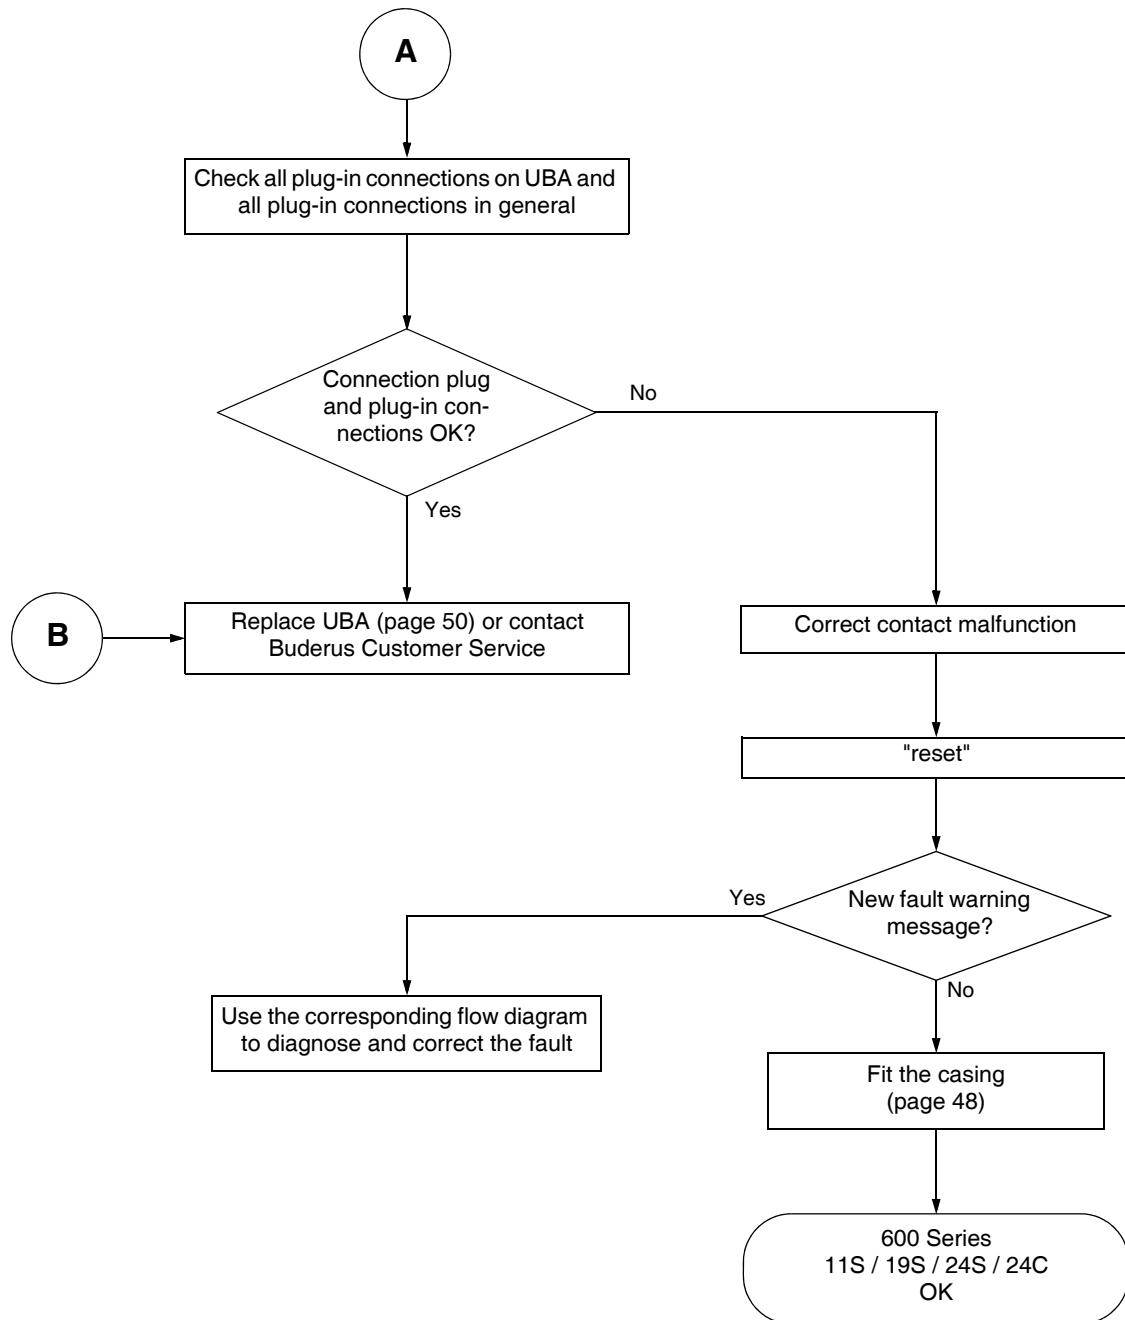 A
Check all plug-in connections on UBA and
all plug-in connections in general
Connection plug
and plug-in con-
nections OK?
No
Yes
B
Replace UBA (page 50) or contact
Buderus Customer Service
Correct contact malfunction
"reset"
New fault warning
message?
Yes
No
Use the corresponding flow diagram
to diagnose and correct the fault
Fit the casing
(page 48)
600 Series
11S / 19S / 24S / 24C
OK